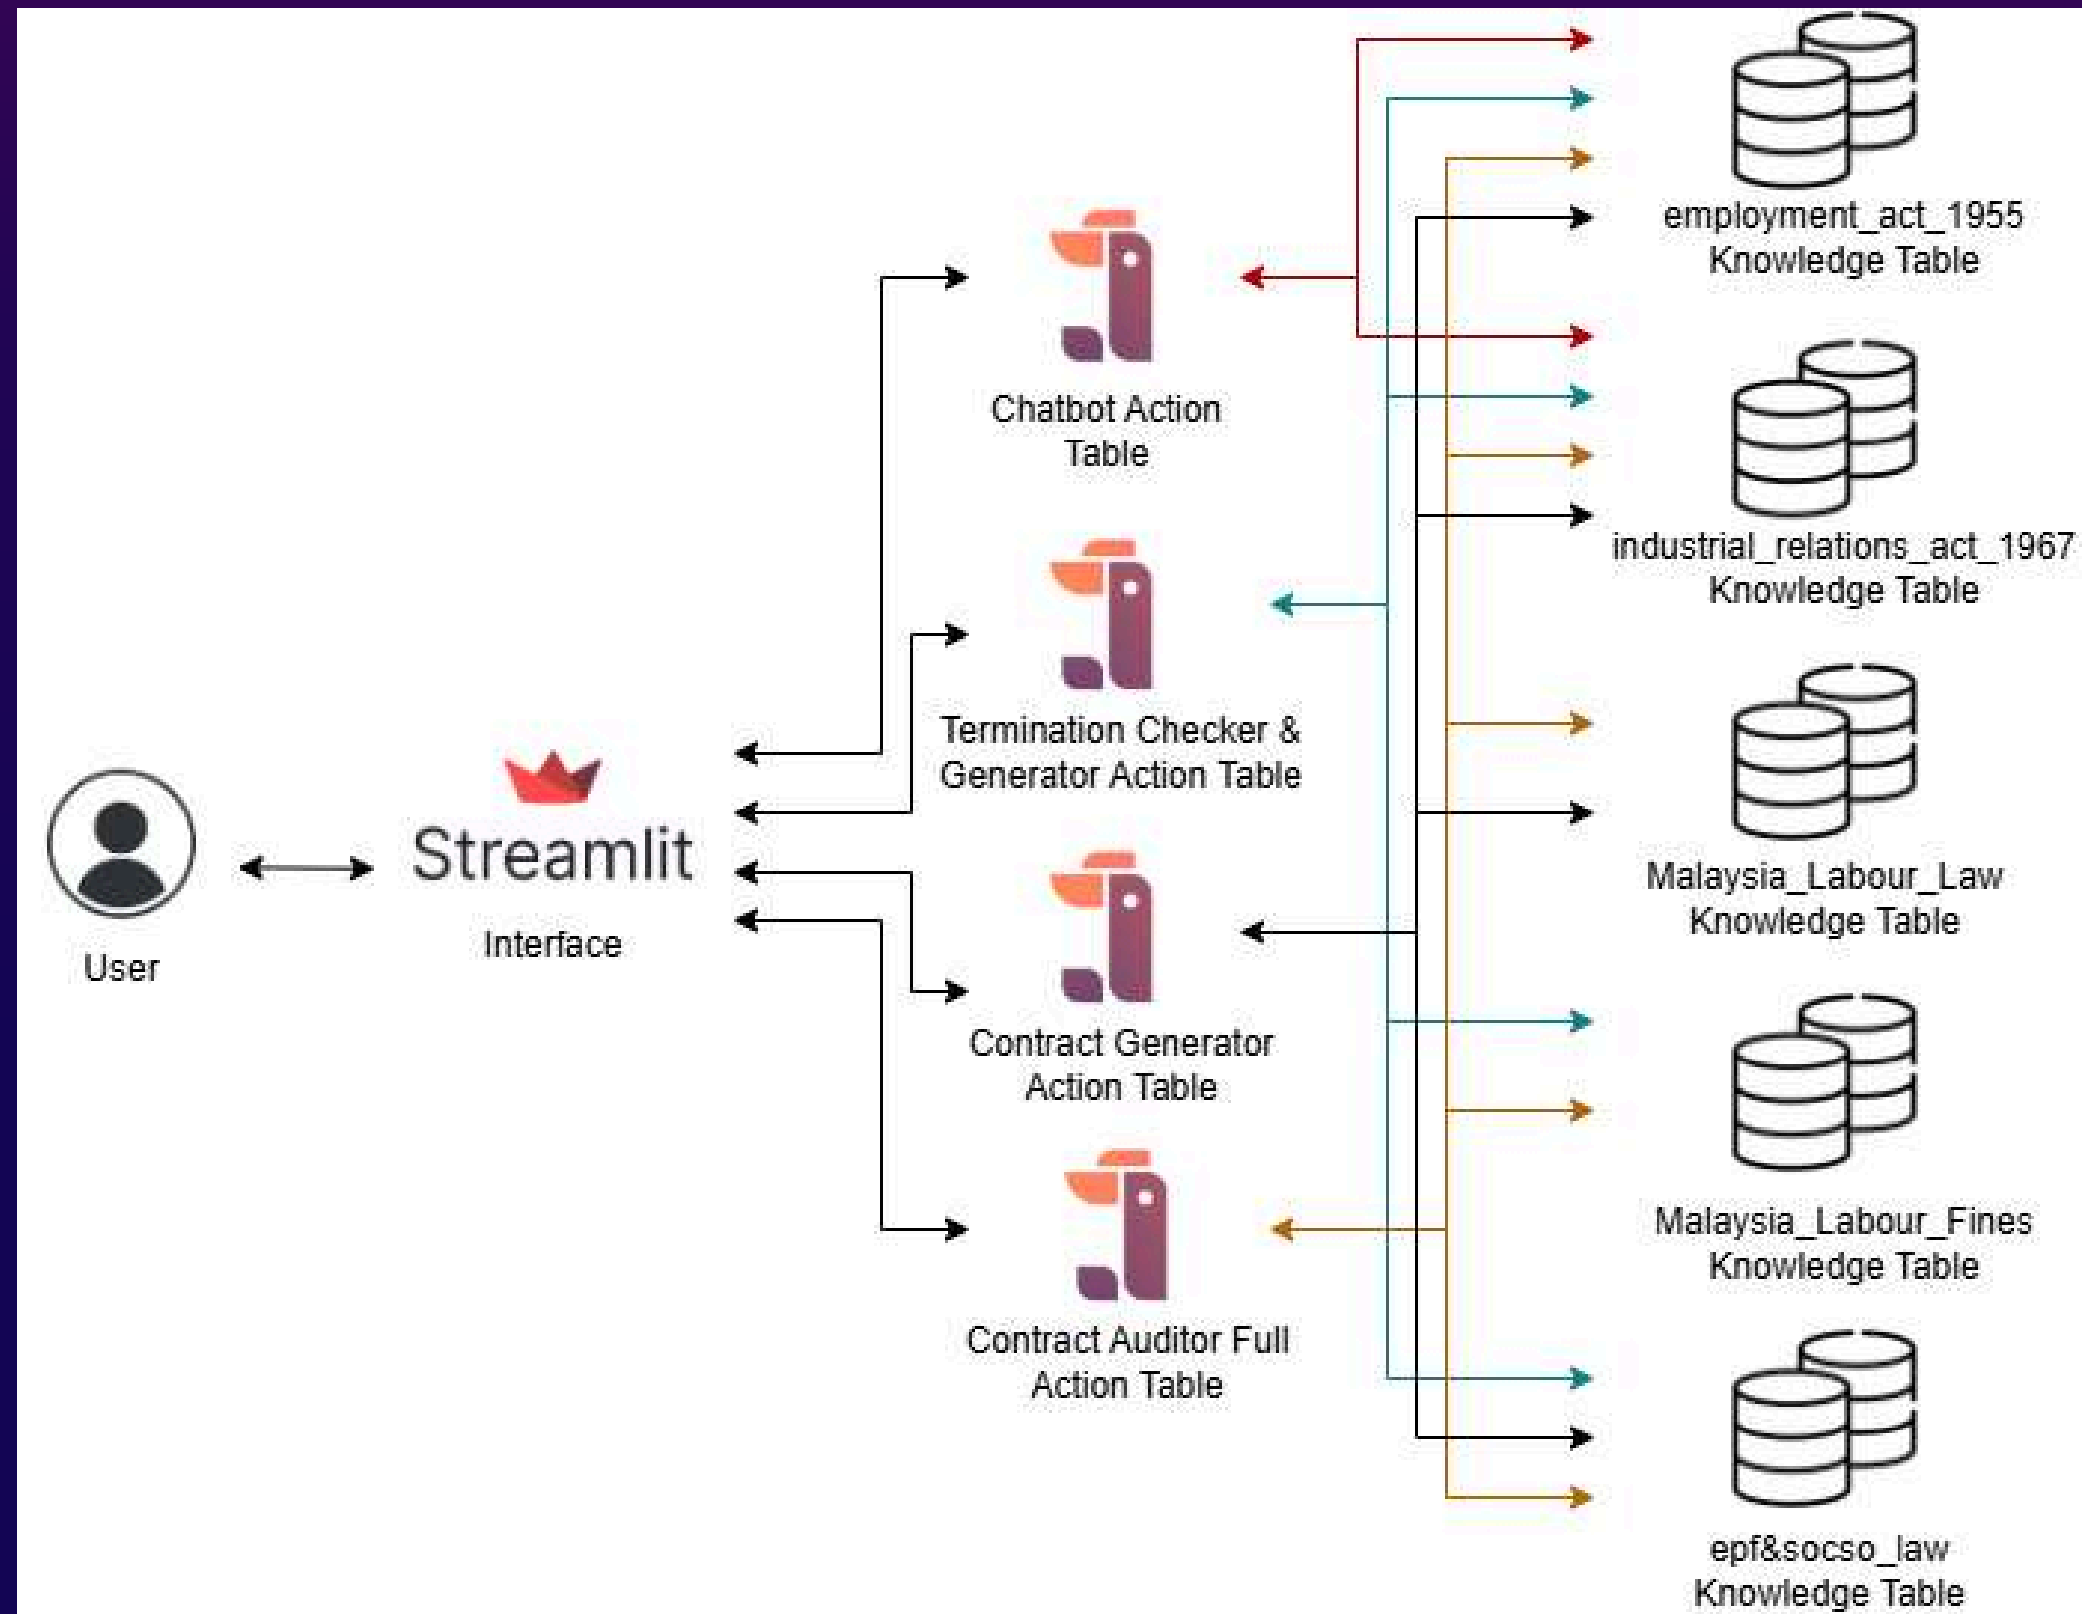 User
Streamlit
Interface
Chatbot Action
Table
Termination Checker &
Generator Action Table
Contract Generator
Action Table
Contract Auditor Full
Action Table
employment_act_1955
Knowledge Table
industrial_relations_act_1967
Knowledge Table
Malaysia_Labour_Law
Knowledge Table
Malaysia_Labour_Fines
Knowledge Table
epf&socso_law
Knowledge Table